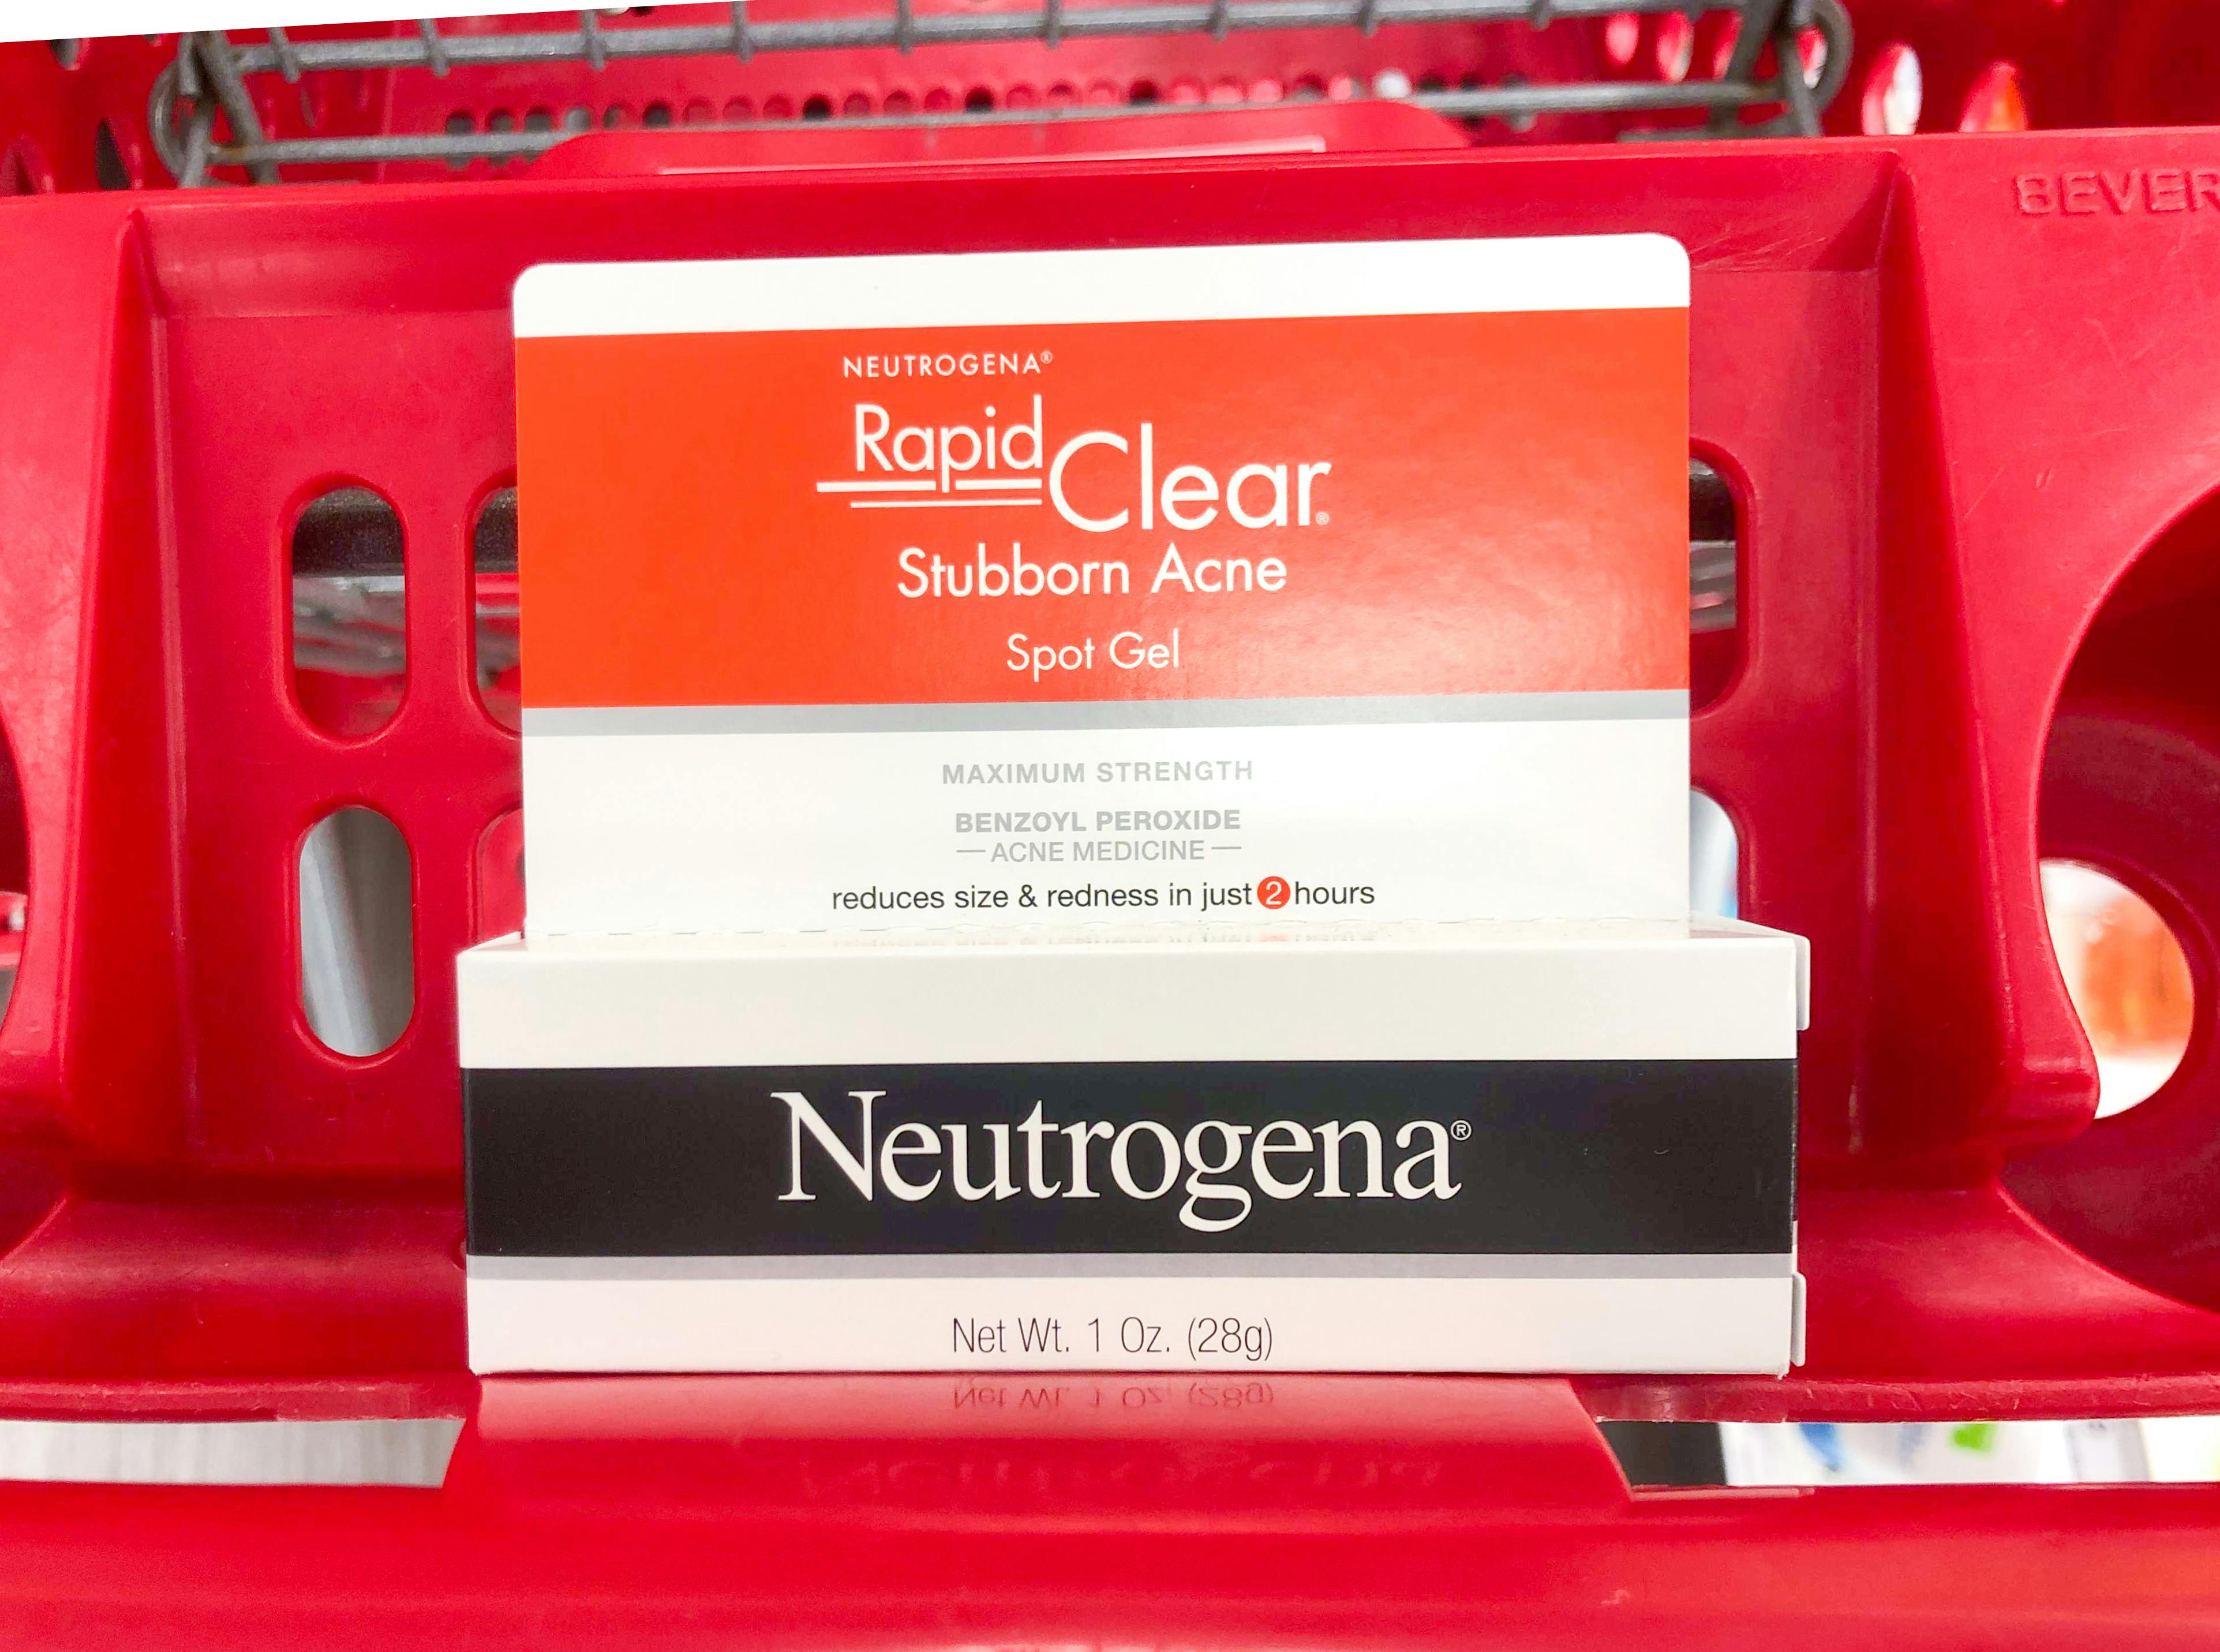 BEVER
NEUTROGENA®
Rapid Clear®
Stubborn Acne
Spot Gel
MAXIMUM STRENGTH
BENZOYL PEROXIDE
— ACNE MEDICINE —
reduces size & redness in just 2 hours
Neutrogena®
Net Wt. 1 Oz. (28g)